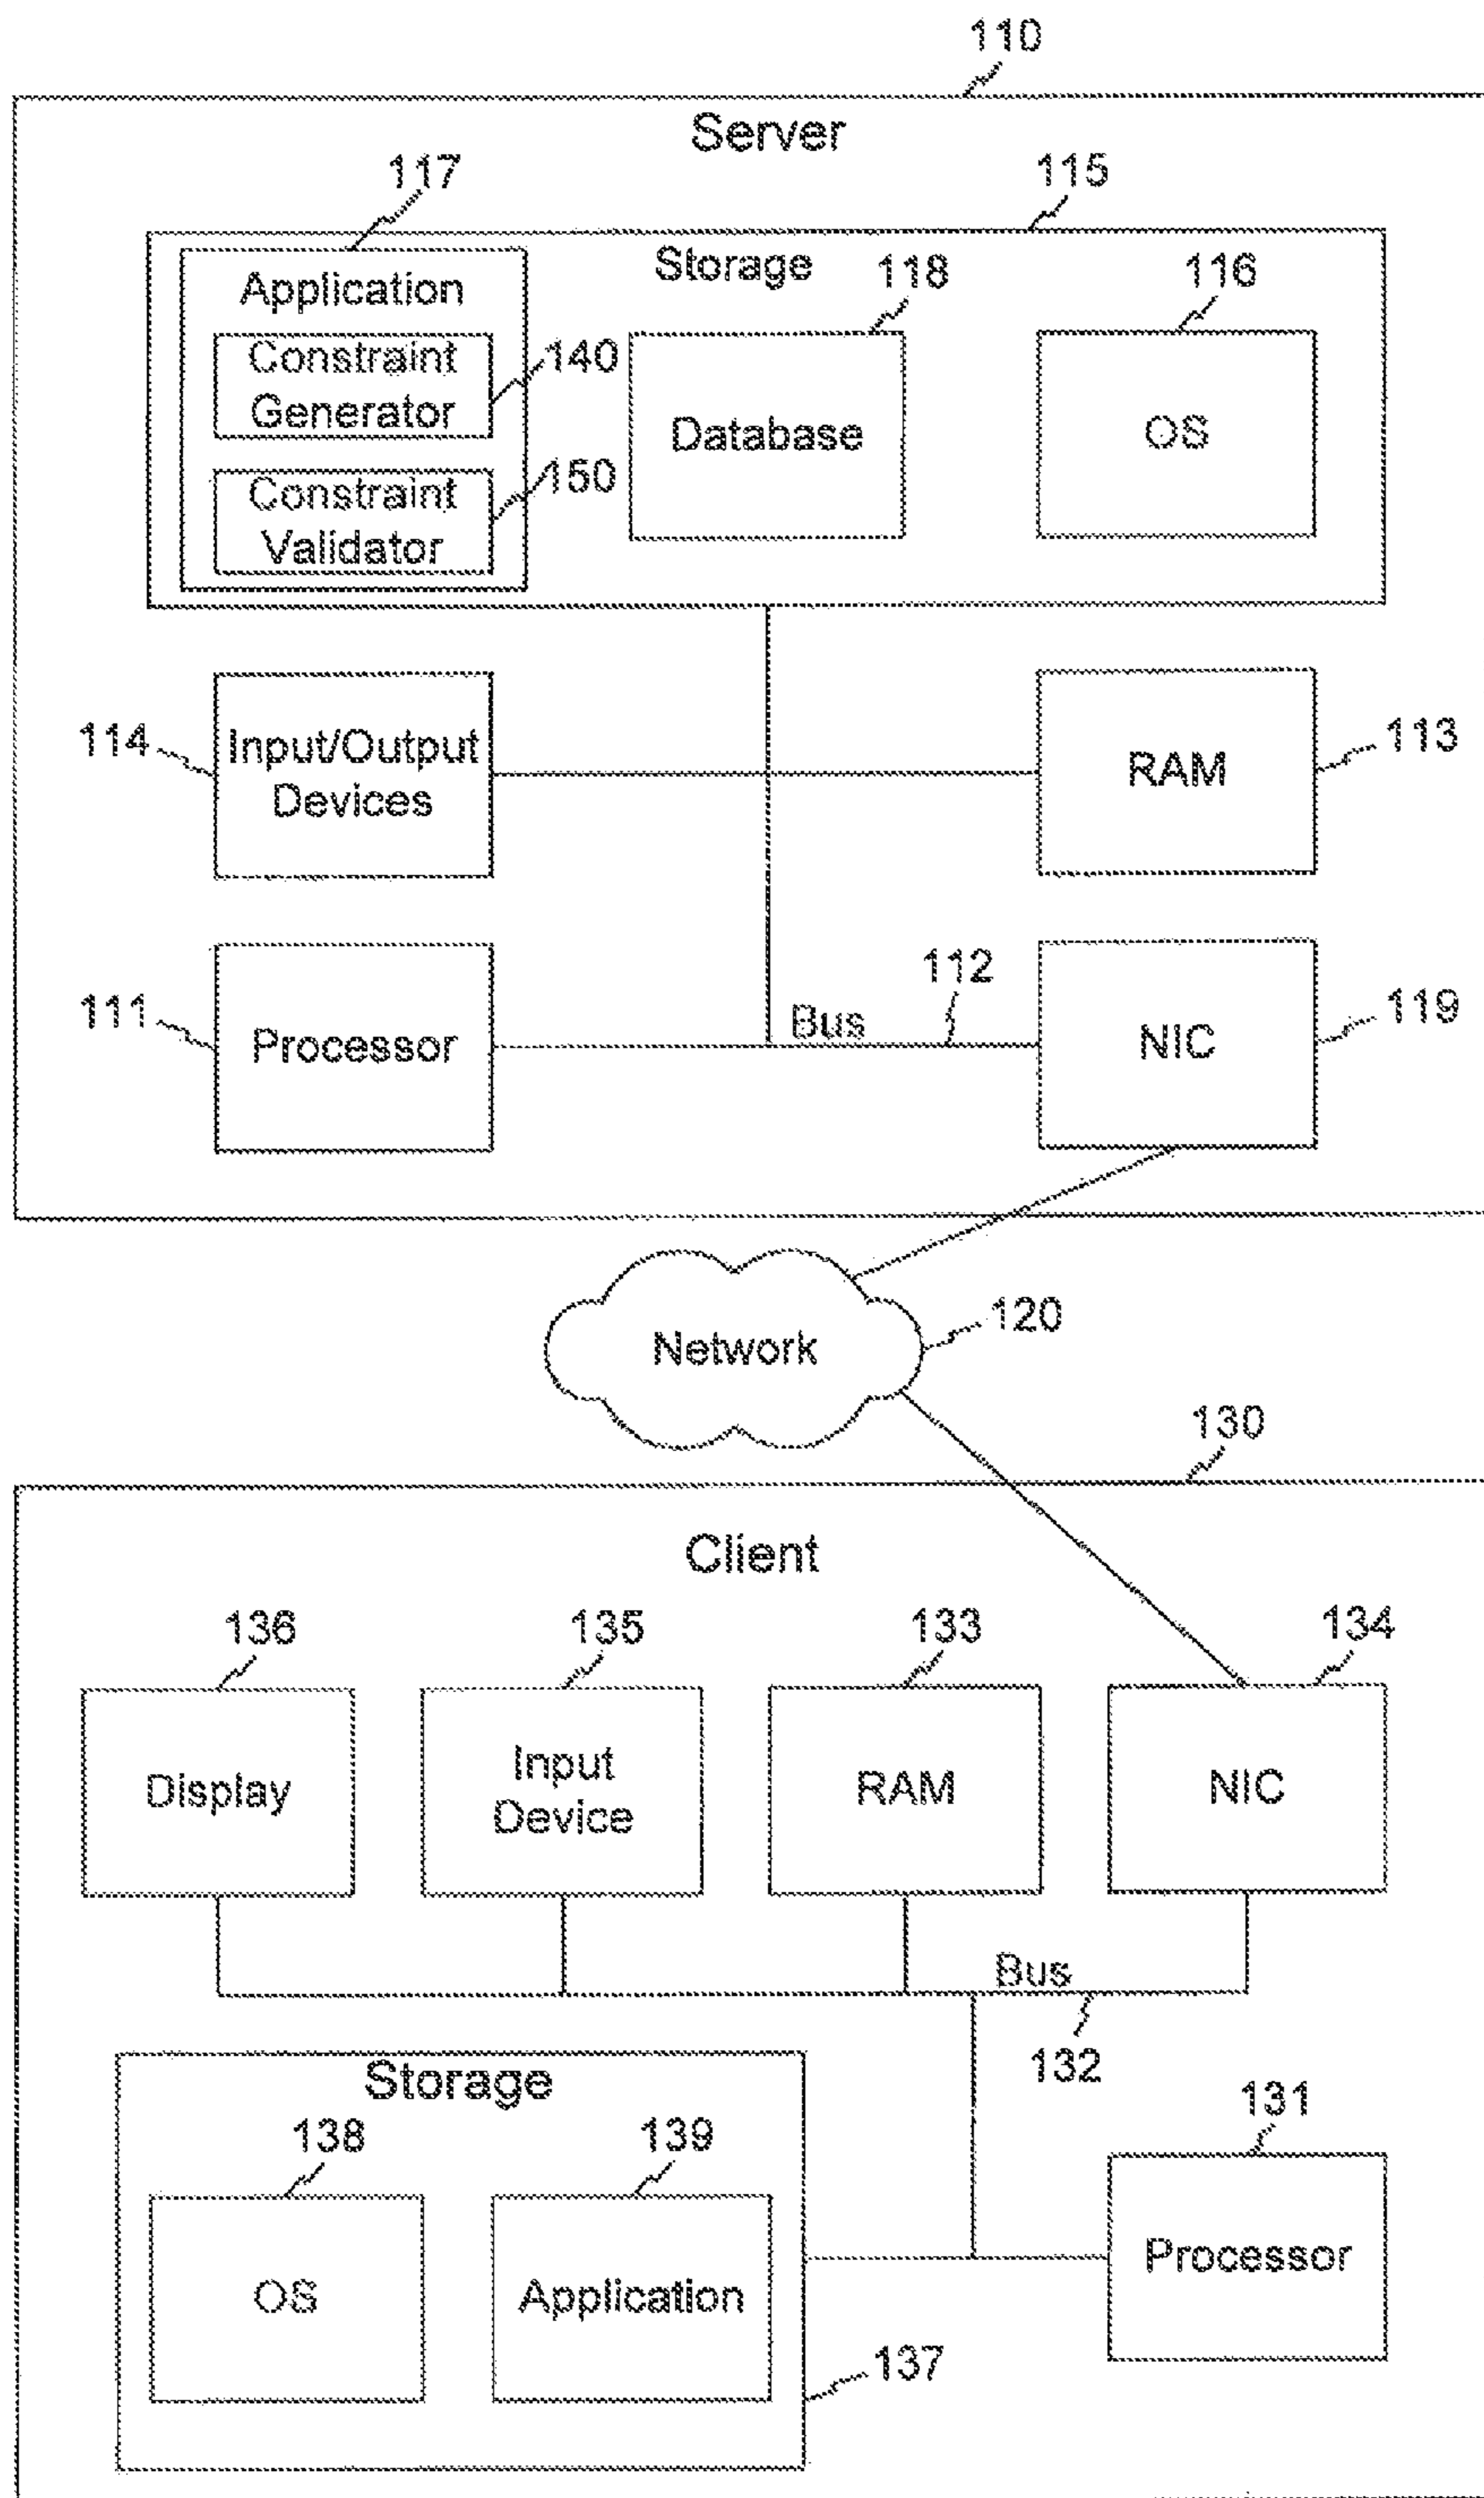 110
Server
117
115
Application
Storage
118
116
Constraint
Generator
140
Database
OS
Constraint
Validator
150
114
Input/Output
Devices
RAM
113
111
Processor
Bus
112
NIC
119
Network
120
130
Client
136
135
133
134
Display
Input
Device
RAM
NIC
Bus
132
Storage
138
139
131
OS
Application
Processor
137